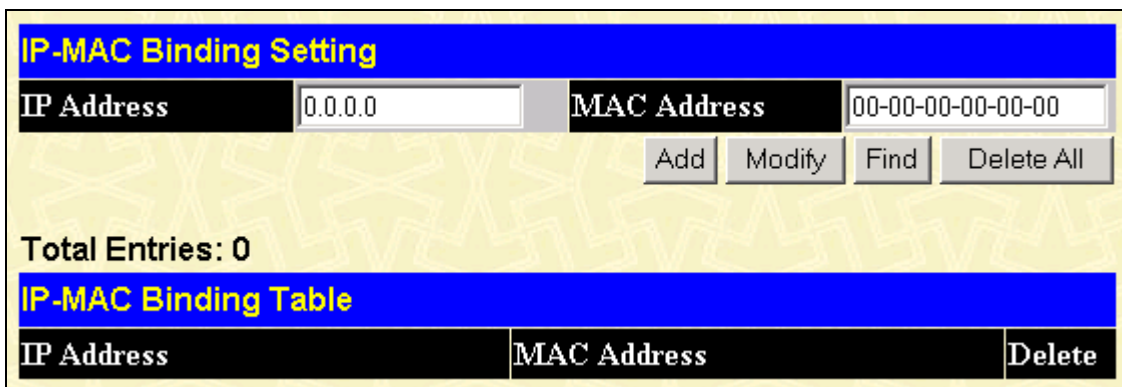 IP-MAC Binding Setting
IP Address 0.0.0.0 MAC Address 00-00-00-00-00-00
Add Modify Find Delete All
Total Entries: 0
IP-MAC Binding Table
IP Address MAC Address Delete